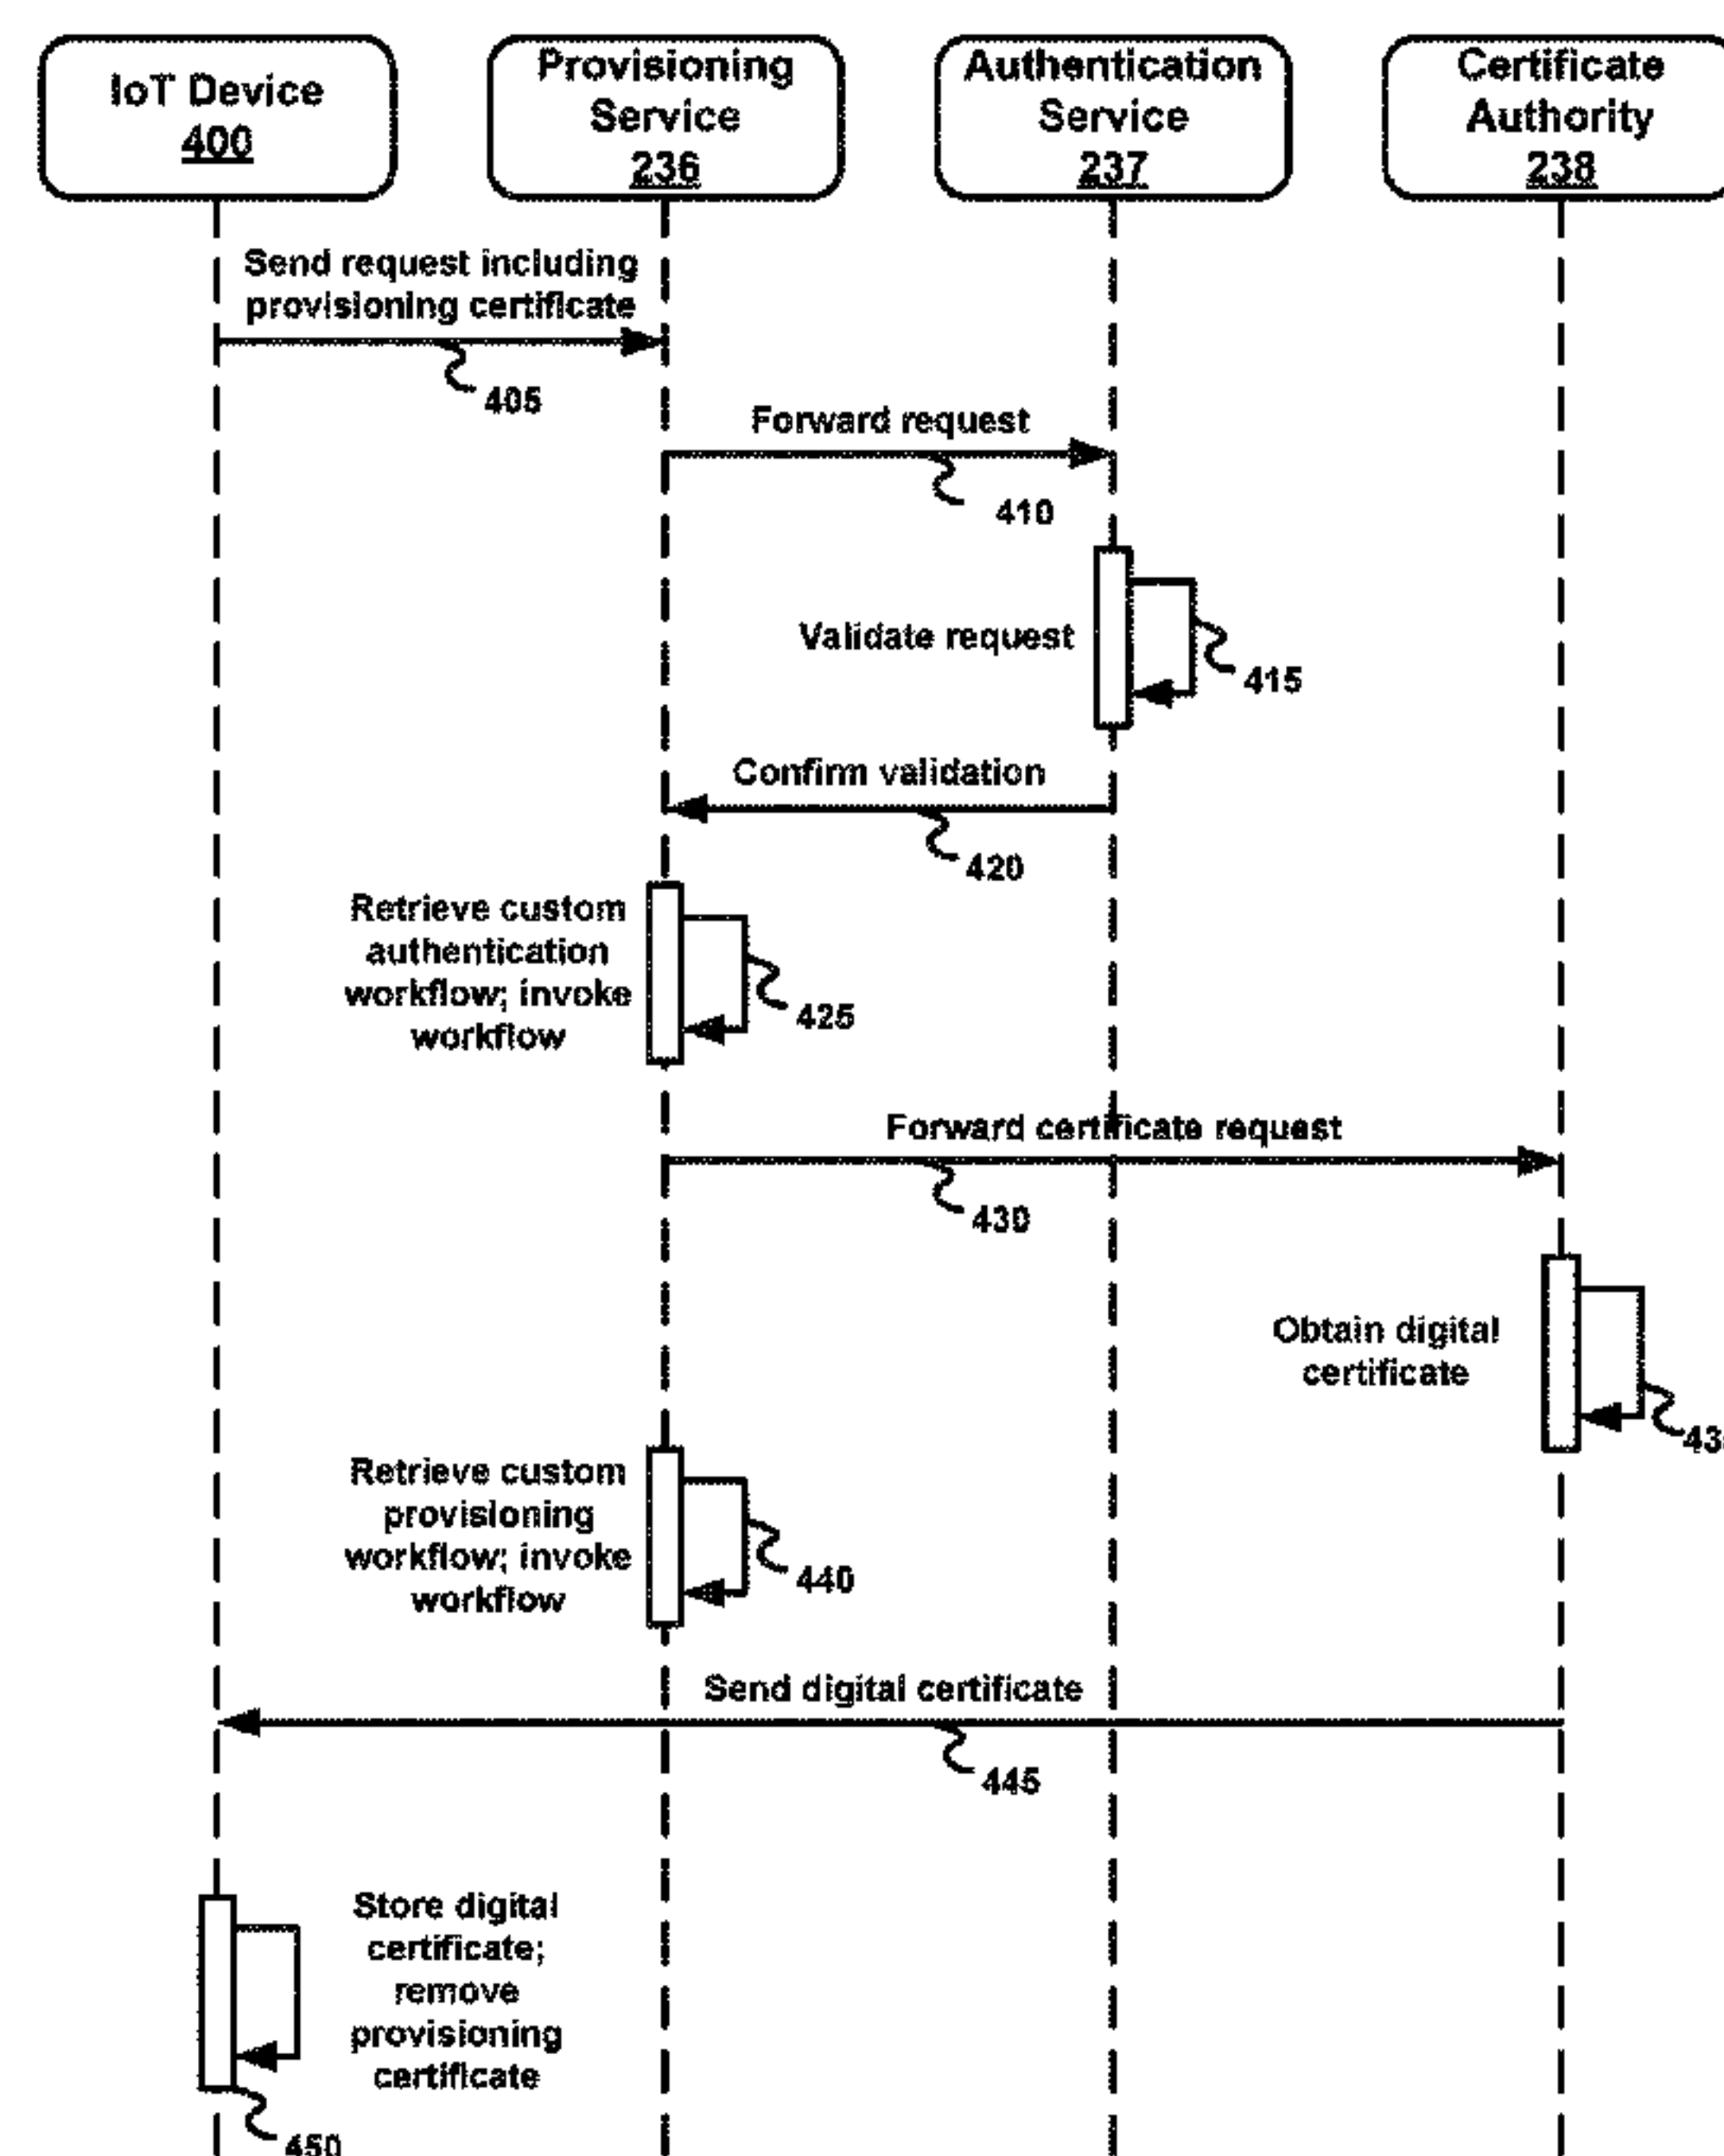 IoT Device
400
Provisioning
Service
236
Authentication
Service
237
Certificate
Authority
238
Send request including
provisioning certificate
405
Forward request
410
Validate request
415
Confirm validation
420
Retrieve custom
authentication
workflow; invoke
workflow
425
Forward certificate request
430
Obtain digital
certificate
Retrieve custom
provisioning
workflow; invoke
workflow
440
Send digital certificate
445
Store digital
certificate;
remove
provisioning
certificate
450